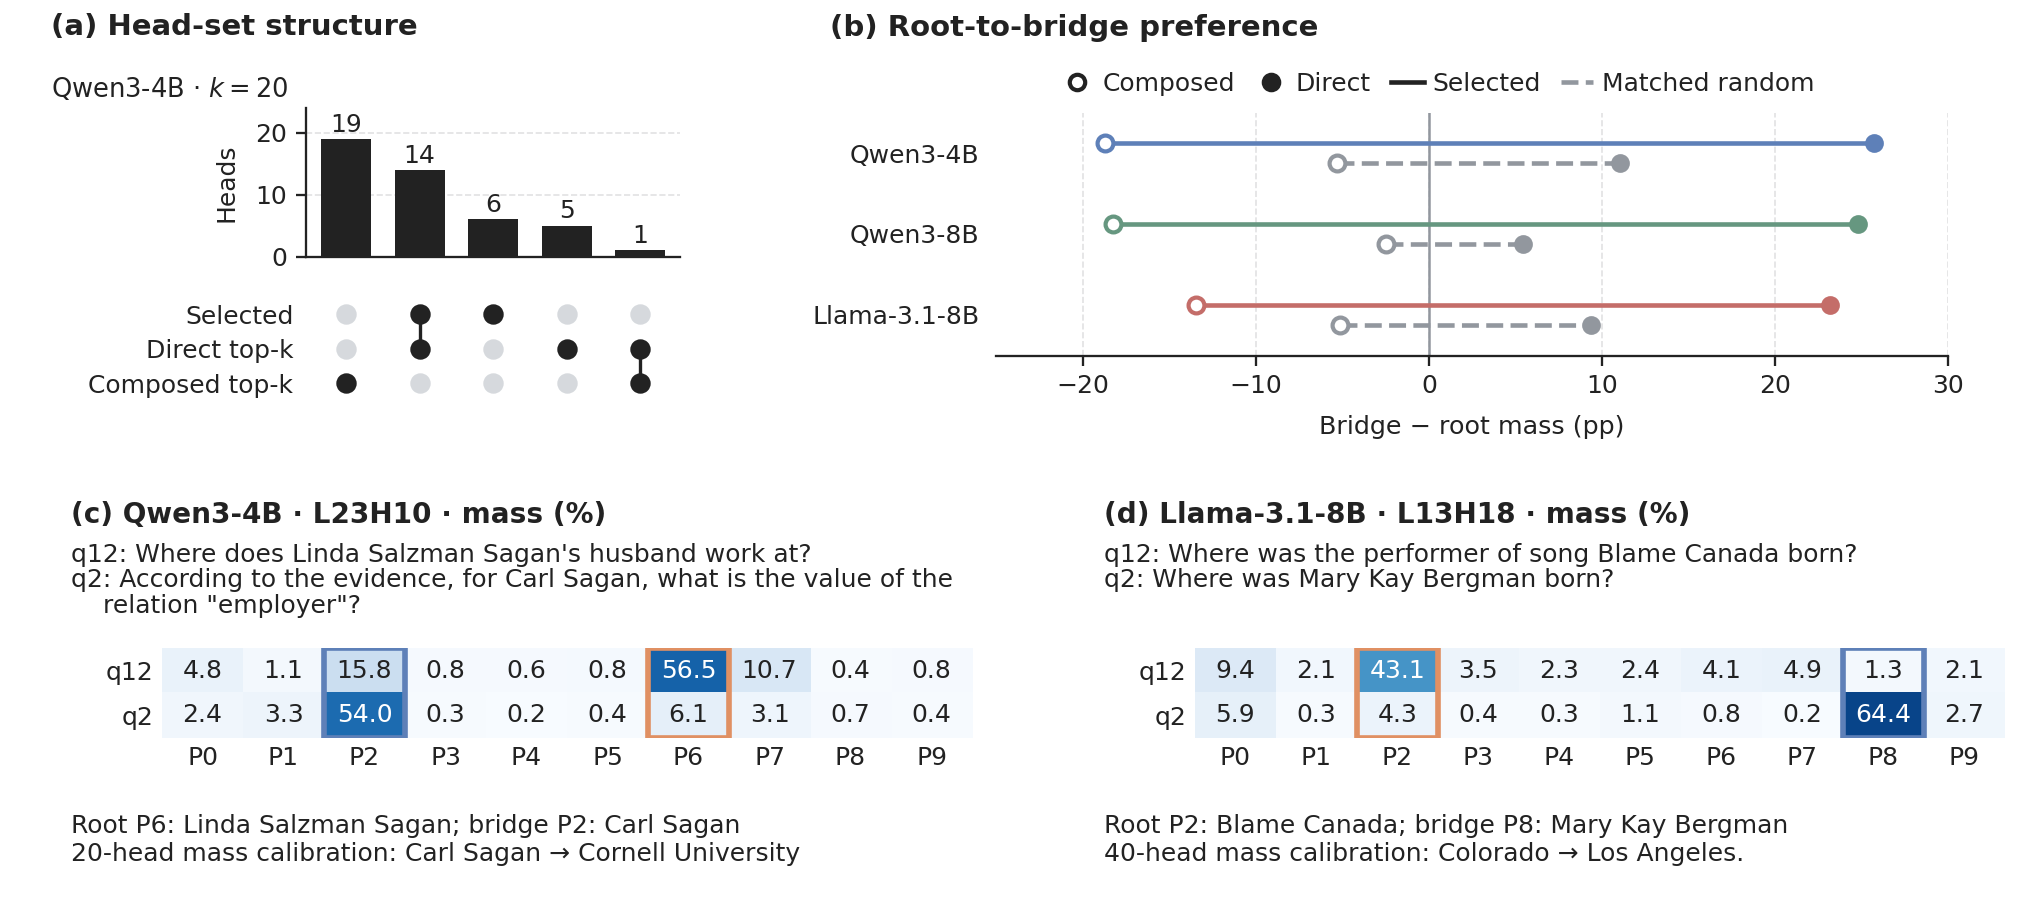 (a) Head-set structure
Qwen3-4B · k = 20
Heads
20
10
0
19
14
6
5
1
Selected
Direct top-k
Composed top-k
(b) Root-to-bridge preference
Composed
Direct
Selected
Matched random
Qwen3-4B
Qwen3-8B
Llama-3.1-8B
−20
−10
0
10
20
30
Bridge − root mass (pp)
(c) Qwen3-4B · L23H10 · mass (%)
q12: Where does Linda Salzman Sagan's husband work at?
q2: According to the evidence, for Carl Sagan, what is the value of the
relation "employer"?
q12 4.8 1.1 15.8 0.8 0.6 0.8 56.5 10.7 0.4 0.8
q2 2.4 3.3 54.0 0.3 0.2 0.4 6.1 3.1 0.7 0.4
P0 P1 P2 P3 P4 P5 P6 P7 P8 P9
Root P6: Linda Salzman Sagan; bridge P2: Carl Sagan
20-head mass calibration: Carl Sagan → Cornell University
(d) Llama-3.1-8B · L13H18 · mass (%)
q12: Where was the performer of song Blame Canada born?
q2: Where was Mary Kay Bergman born?
q12 9.4 2.1 43.1 3.5 2.3 2.4 4.1 4.9 1.3 2.1
q2 5.9 0.3 4.3 0.4 0.3 1.1 0.8 0.2 64.4 2.7
P0 P1 P2 P3 P4 P5 P6 P7 P8 P9
Root P2: Blame Canada; bridge P8: Mary Kay Bergman
40-head mass calibration: Colorado → Los Angeles.